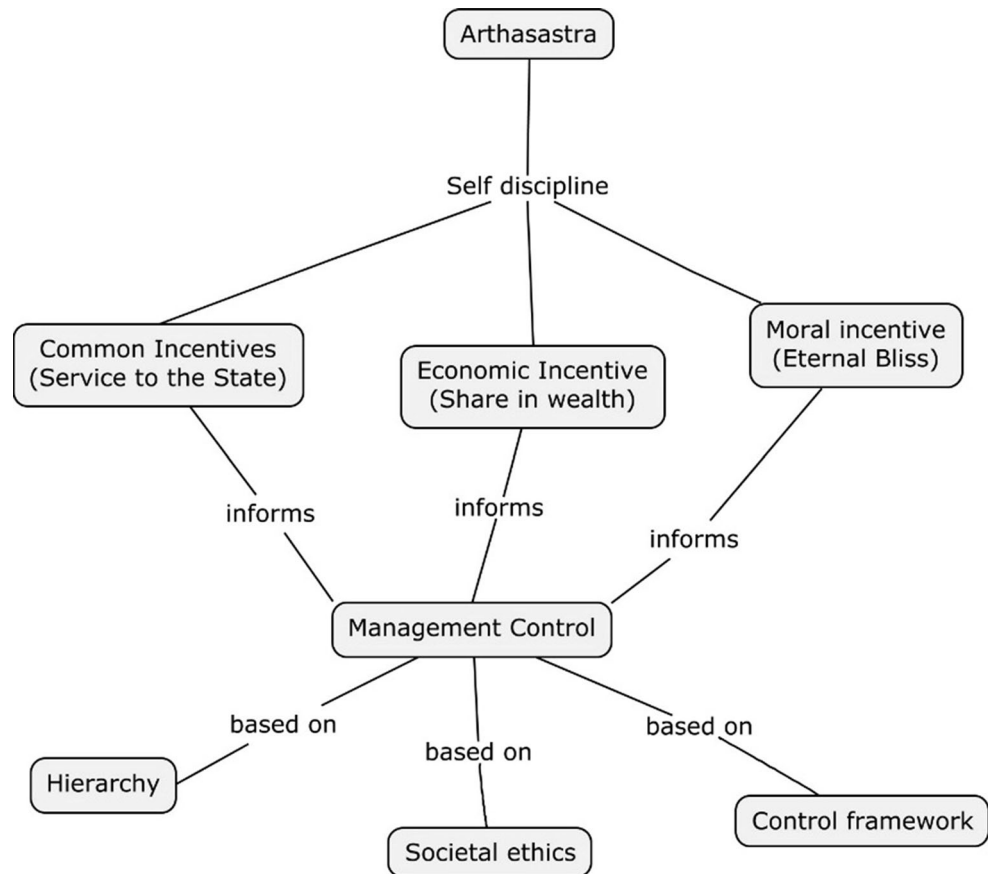 Arthasastra
Self discipline
Common Incentives
(Service to the State)
Economic Incentive
(Share in wealth)
Moral incentive
(Eternal Bliss)
informs
informs
informs
Management Control
based on
based on
based on
Hierarchy
Societal ethics
Control framework